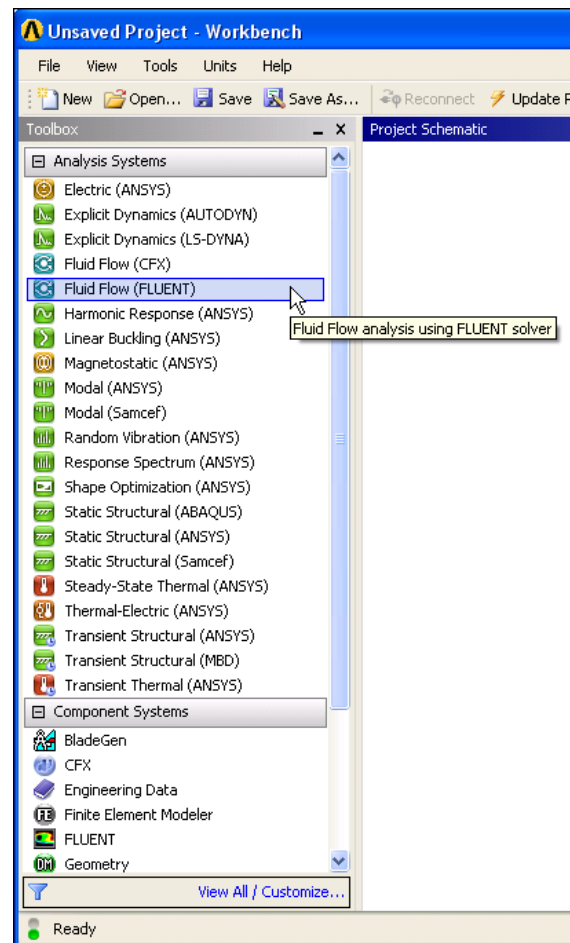 Unsaved Project - Workbench
File View Tools Units Help
New Open... Save Save As... Reconnect Update
Toolbox
Project Schematic
Analysis Systems
Electric (ANSYS)
Explicit Dynamics (AUTODYN)
Explicit Dynamics (LS-DYNA)
Fluid Flow (CFX)
Fluid Flow (FLUENT)
Harmonic Response (ANSYS)
Fluid Flow analysis using FLUENT solver
Linear Buckling (ANSYS)
Magnetostatic (ANSYS)
Modal (ANSYS)
Modal (Samcef)
Random Vibration (ANSYS)
Response Spectrum (ANSYS)
Shape Optimization (ANSYS)
Static Structural (ABAQUS)
Static Structural (ANSYS)
Static Structural (Samcef)
Steady-State Thermal (ANSYS)
Thermal-Electric (ANSYS)
Transient Structural (ANSYS)
Transient Structural (MBD)
Transient Thermal (ANSYS)
Component Systems
BladeGen
CFX
Engineering Data
FE Finite Element Modeler
FLUENT
DM Geometry
View All / Customize...
Ready